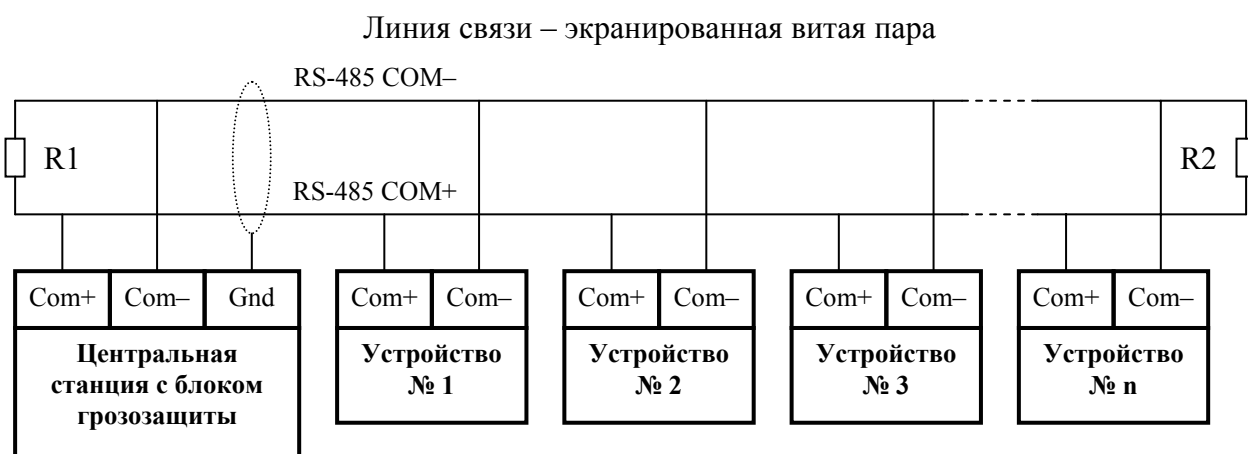 Линия связи – экранированная витая пара
RS-485 COM–
R1
R2
RS-485 COM+
Com+ Com– Gnd Com+ Com– Com+ Com– Com+ Com– Com+ Com–
Центральная
станция с блоком
грозозащиты
Устройство
№ 1
Устройство
№ 2
Устройство
№ 3
Устройство
№ n